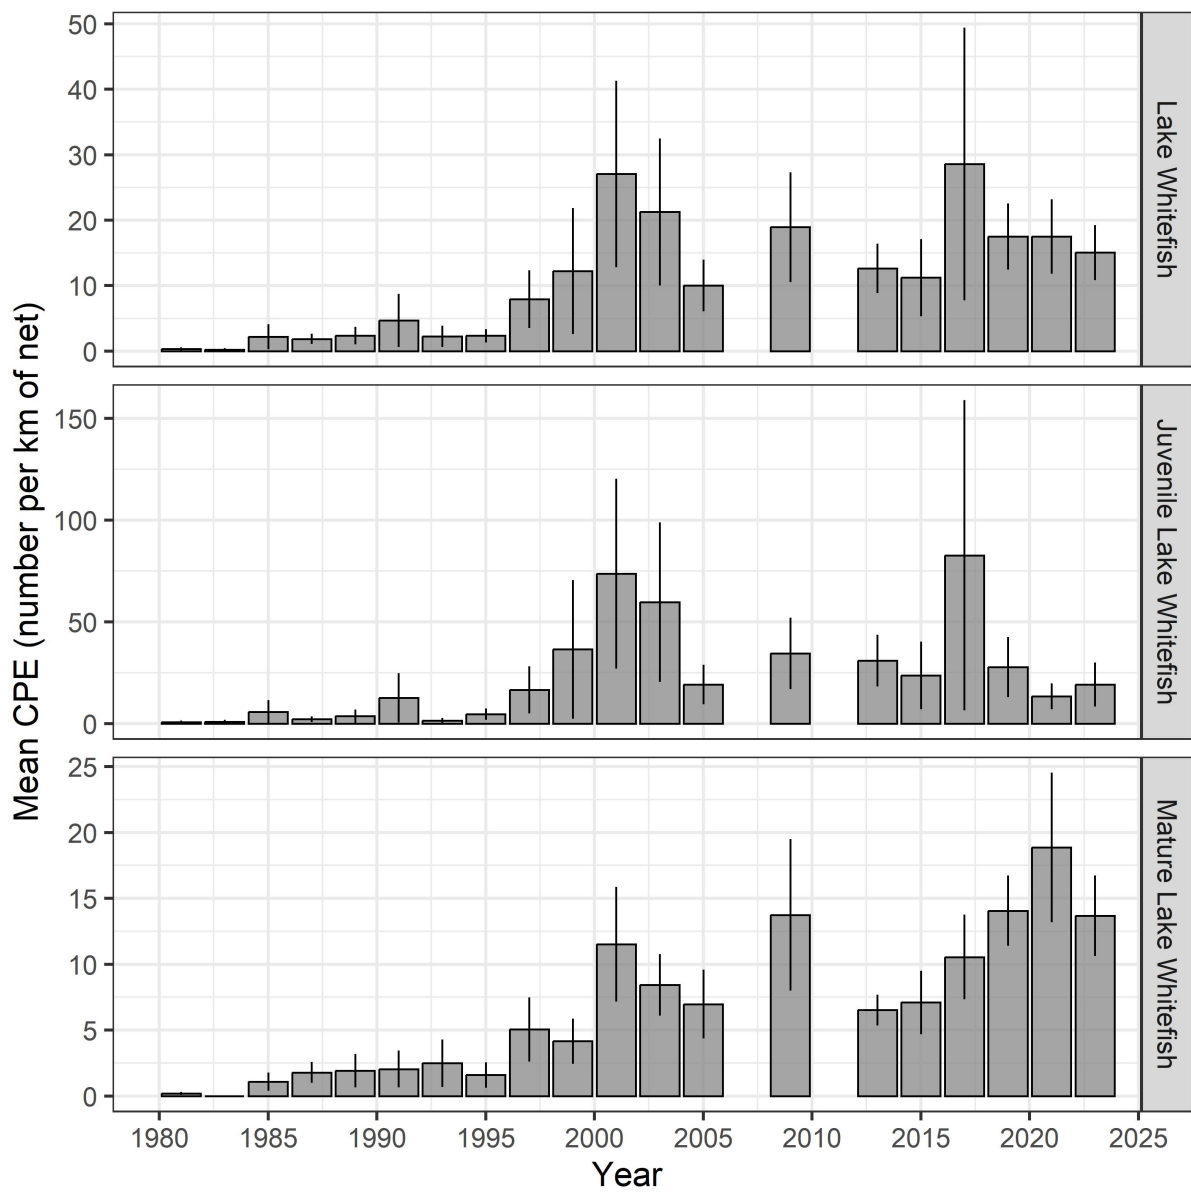 Mean CPE (number per km of net)
50
40
30
20
10
0
Lake Whitefish
150
100
50
0
Juvenile Lake Whitefish
25
20
15
10
5
0
Mature Lake Whitefish
1980 1985 1990 1995 2000 2005 2010 2015 2020 2025
Year